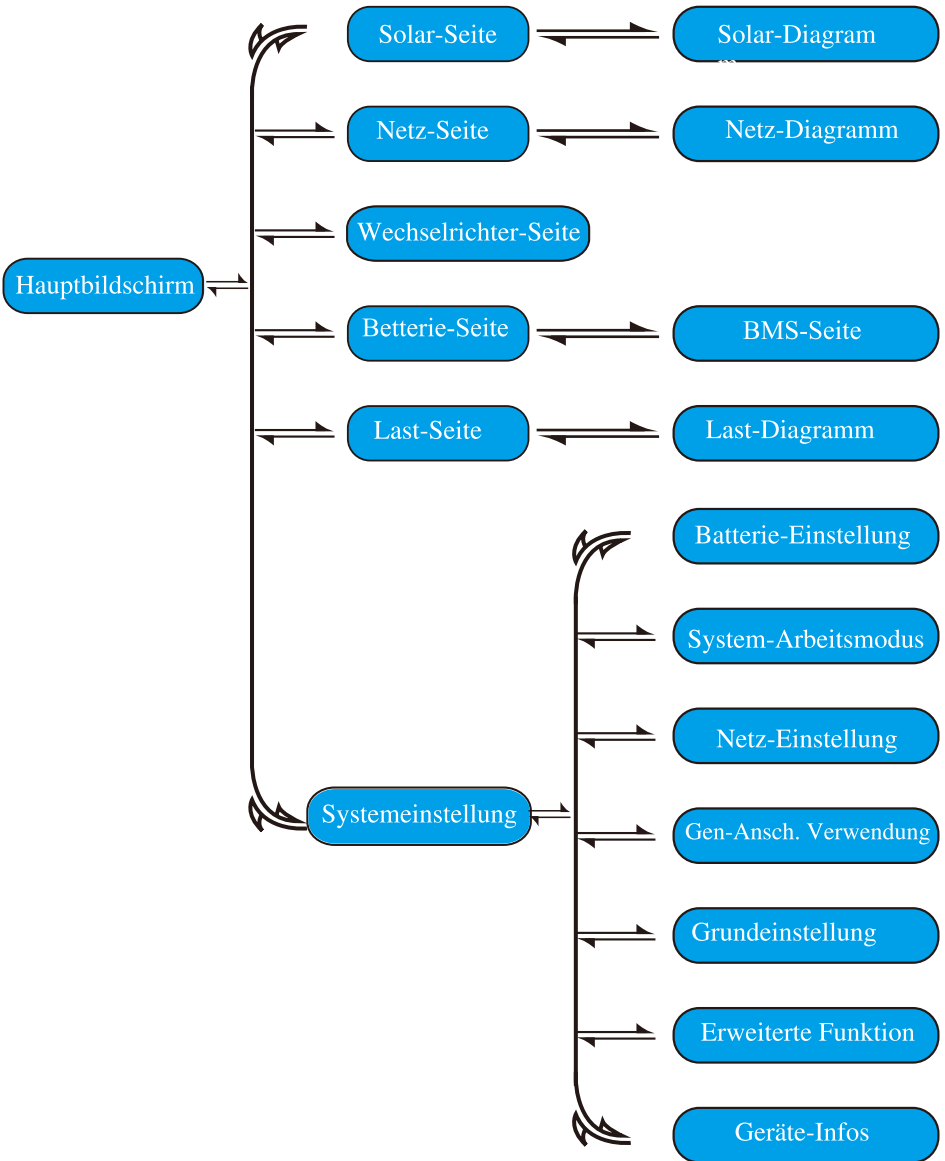 Solar-Seite
Solar-Diagram
m
Netz-Seite
Netz-Diagramm
Wechselrichter-Seite
Hauptbildschirm
Betterie-Seite
BMS-Seite
Last-Seite
Last-Diagramm
Batterie-Einstellung
System-Arbeitsmodus
Netz-Einstellung
Systemeinstellung
Gen-Ansch. Verwendung
Grundeinstellung
Erweiterte Funktion
Geräte-Infos